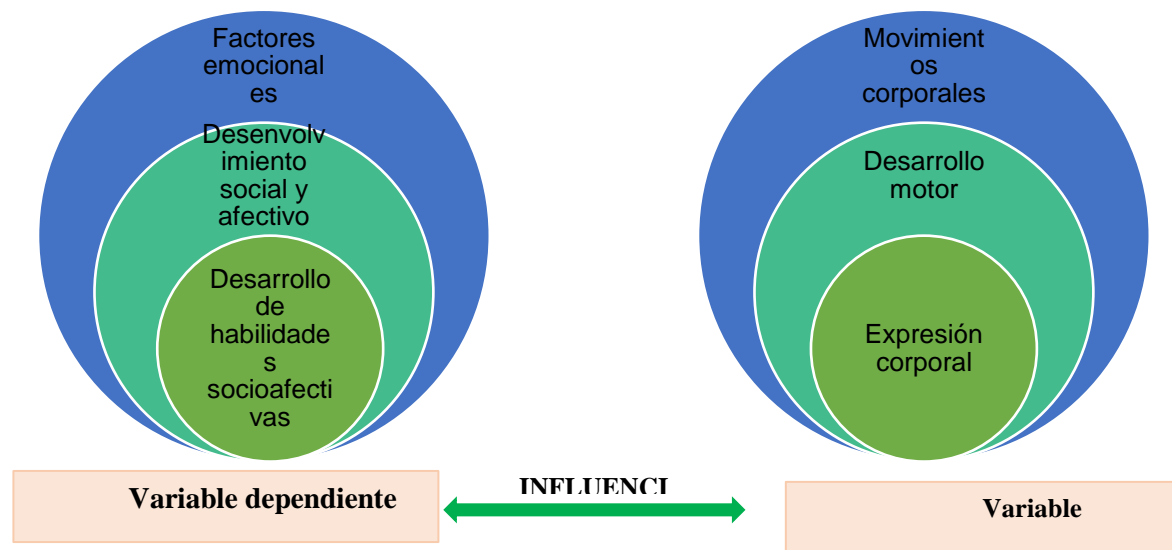 Factores
emocional
es
Desenvolv
imiento
social y
afectivo
Desarrollo
de
habilidade
s
socioafecti
vas
Movimient
os
corporales
Desarrollo
motor
Expresión
corporal
Variable dependiente
INFLUENCI
Variable